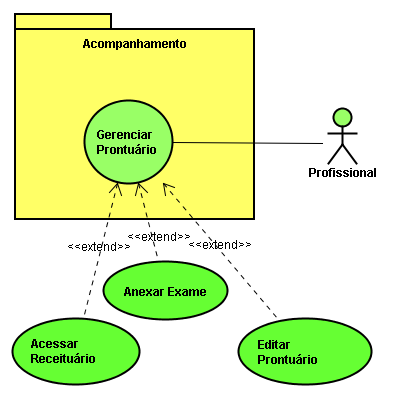 Acompanhamento
Gerenciar
Prontuário
Profissional
<<extend>>
<<extend>>
<<extend>>
Anexar Exame
Acessar
Receituário
Editar
Prontuário